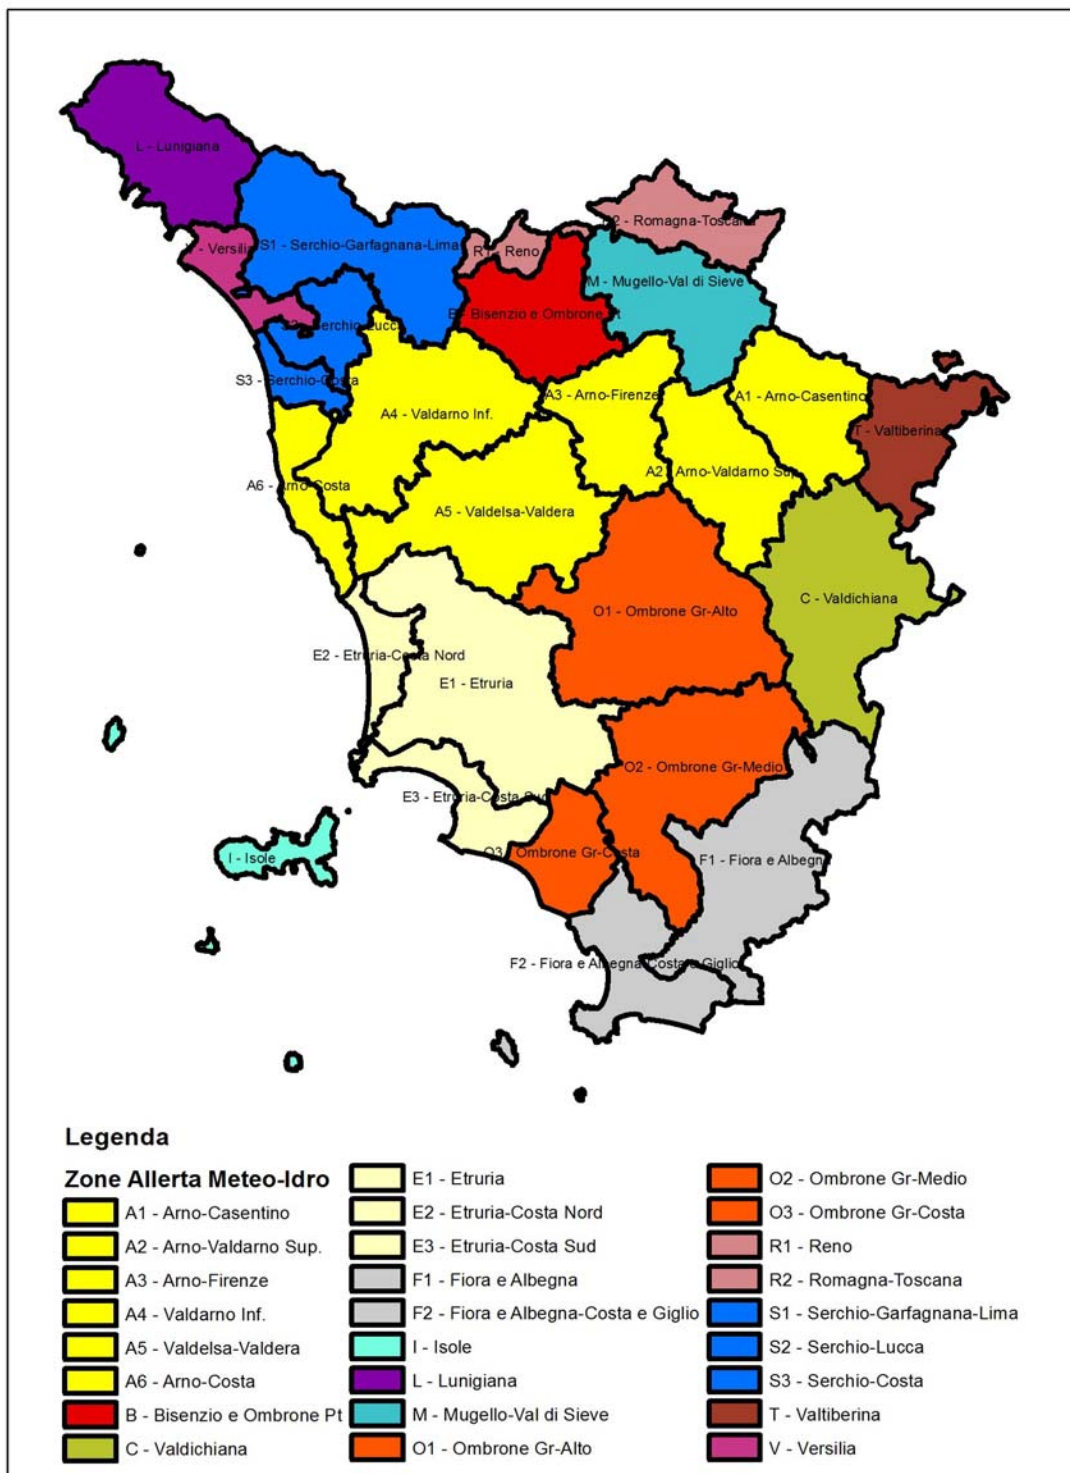 L - Lunigiana
R2 - Romagna-Toscana
V - Versilia
S1 - Serchio-Garfagnana-Lima
R1 - Reno
M - Mugello-Val di Sieve
B - Bisenzio e Ombrone Pt
S2 - Serchio-Lucca
S3 - Serchio-Costa
A3 - Arno-Firenze
A1 - Arno-Casentino
A4 - Valdarno Inf.
T - Valtiberina
A2 - Arno-Valdarno Sup.
A6 - Arno-Costa
A5 - Valdelsa-Valdera
C - Valdichiana
O1 - Ombrone Gr-Alto
E2 - Etruria-Costa Nord
E1 - Etruria
O2 - Ombrone Gr-Medio
E3 - Etruria-Costa Sud
O3 - Ombrone Gr-Costa
I - Isole
F1 - Fiora e Albegna
F2 - Fiora e Albegna-Costa e Giglio
Legenda
Zone Allerta Meteo-Idro
A1 - Arno-Casentino
A2 - Arno-Valdarno Sup.
A3 - Arno-Firenze
A4 - Valdarno Inf.
A5 - Valdelsa-Valdera
A6 - Arno-Costa
B - Bisenzio e Ombrone Pt
C - Valdichiana
E1 - Etruria
E2 - Etruria-Costa Nord
E3 - Etruria-Costa Sud
F1 - Fiora e Albegna
F2 - Fiora e Albegna-Costa e Giglio
I - Isole
L - Lunigiana
M - Mugello-Val di Sieve
O1 - Ombrone Gr-Alto
O2 - Ombrone Gr-Medio
O3 - Ombrone Gr-Costa
R1 - Reno
R2 - Romagna-Toscana
S1 - Serchio-Garfagnana-Lima
S2 - Serchio-Lucca
S3 - Serchio-Costa
T - Valtiberina
V - Versilia